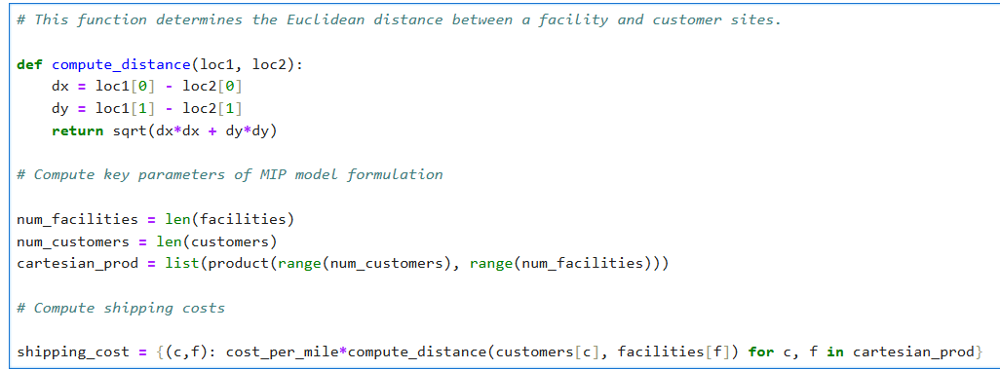 # This function determines the Euclidean distance between a facility and customer sites.
def compute_distance(loc1, loc2):
    dx = loc1[0] - loc2[0]
    dy = loc1[1] - loc2[1]
    return sqrt(dx*dx + dy*dy)
# Compute key parameters of MIP model formulation
num_facilities = len(facilities)
num_customers = len(customers)
cartesian_prod = list(product(range(num_customers), range(num_facilities)))
# Compute shipping costs
shipping_cost = {(c,f): cost_per_mile*compute_distance(customers[c], facilities[f]) for c, f in cartesian_prod}